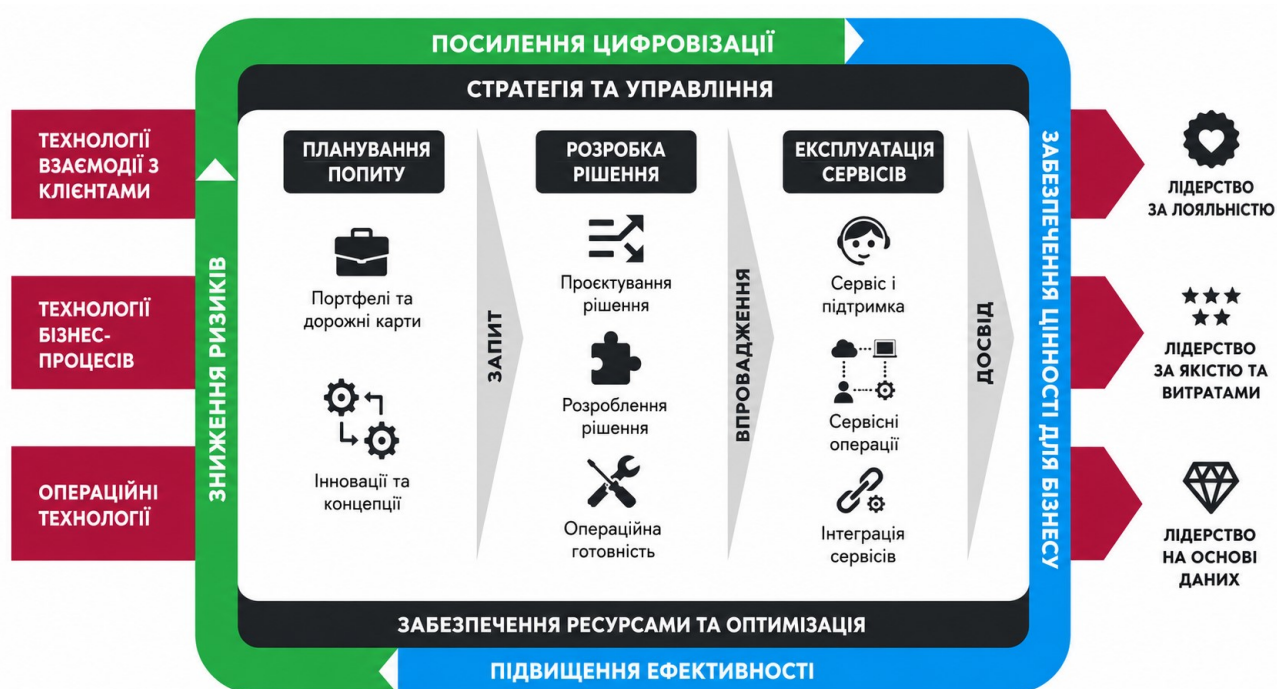 ПОСИЛЕННЯ ЦИФРОВІЗАЦІЇ
СТРАТЕГІЯ ТА УПРАВЛІННЯ
ТЕХНОЛОГІЇ
ВЗАЄМОДІЇ З
КЛІЄНТАМИ
ТЕХНОЛОГІЇ
БІЗНЕС-
ПРОЦЕСІВ
ОПЕРАЦІЙНІ
ТЕХНОЛОГІЇ
ЗНИЖЕННЯ РИЗИКІВ
ПЛАНУВАННЯ
ПОПИТУ
Портфелі та
дорожні карти
Інновації та
концепції
ЗАПИТ
РОЗРОБКА
РІШЕННЯ
Проєктування
рішення
Розроблення
рішення
Операційна
готовність
ВПРОВАДЖЕННЯ
ЕКСПЛУАТАЦІЯ
СЕРВІСІВ
Сервіс і
підтримка
Сервісні
операції
Інтеграція
сервісів
ДОСВІД
ЗАБЕЗПЕЧЕННЯ ЦІННОСТІ ДЛЯ БІЗНЕСУ
ЛІДЕРСТВО
ЗА ЛОЯЛЬНІСТЮ
ЛІДЕРСТВО
ЗА ЯКІСТЮ ТА
ВИТРАТАМИ
ЛІДЕРСТВО
НА ОСНОВІ
ДАНИХ
ЗАБЕЗПЕЧЕННЯ РЕСУРСАМИ ТА ОПТИМІЗАЦІЯ
ПІДВИЩЕННЯ ЕФЕКТИВНОСТІ